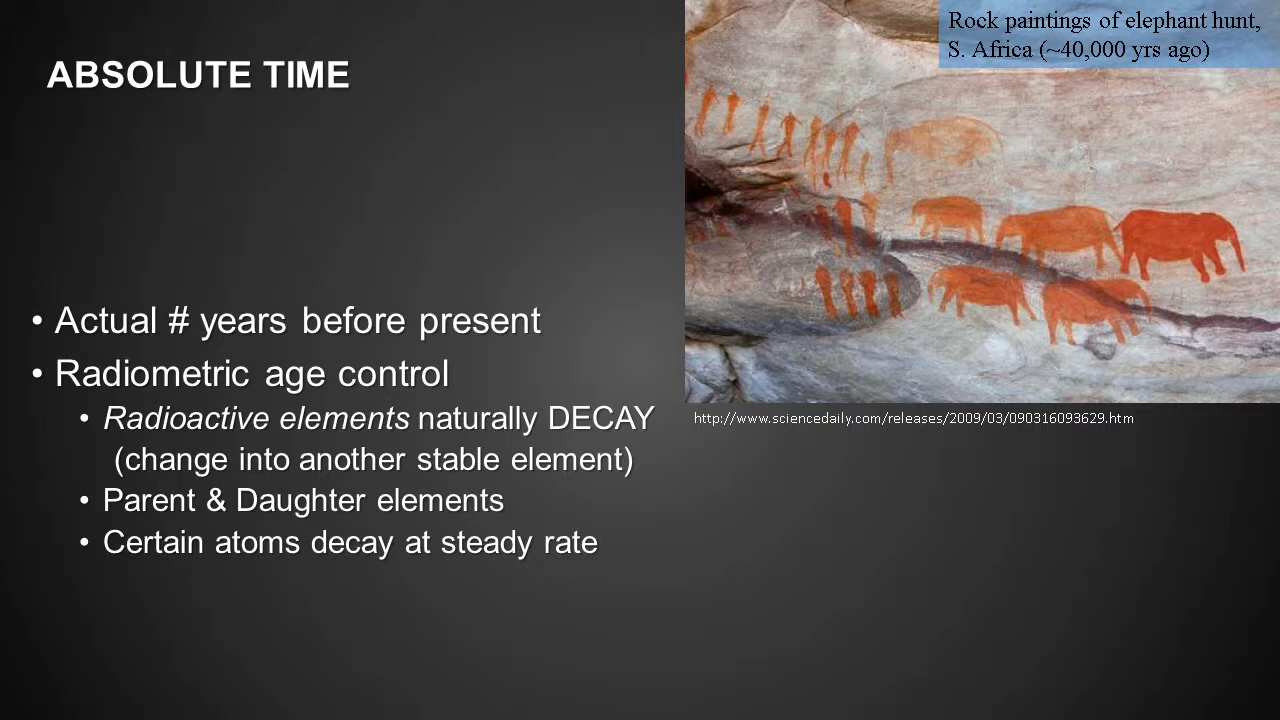 ABSOLUTE TIME
Rock paintings of elephant hunt,
S. Africa (~40,000 yrs ago)
• Actual # years before present
• Radiometric age control
• Radioactive elements naturally DECAY
(change into another stable element)
• Parent & Daughter elements
• Certain atoms decay at steady rate
http://www.sciencedaily.com/releases/2009/03/090316093629.htm